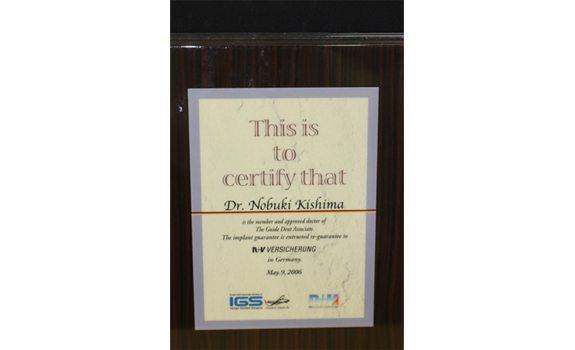 This is
to
certify that
Dr. Nobuki Kishima
is the member and approved doctor of
The Guide Dent Associate.
The implant guarantee is entrusted re-guarantee to
R+V VERSICHERUNG
in Germany.
May. 9, 2006
IGS
R+V